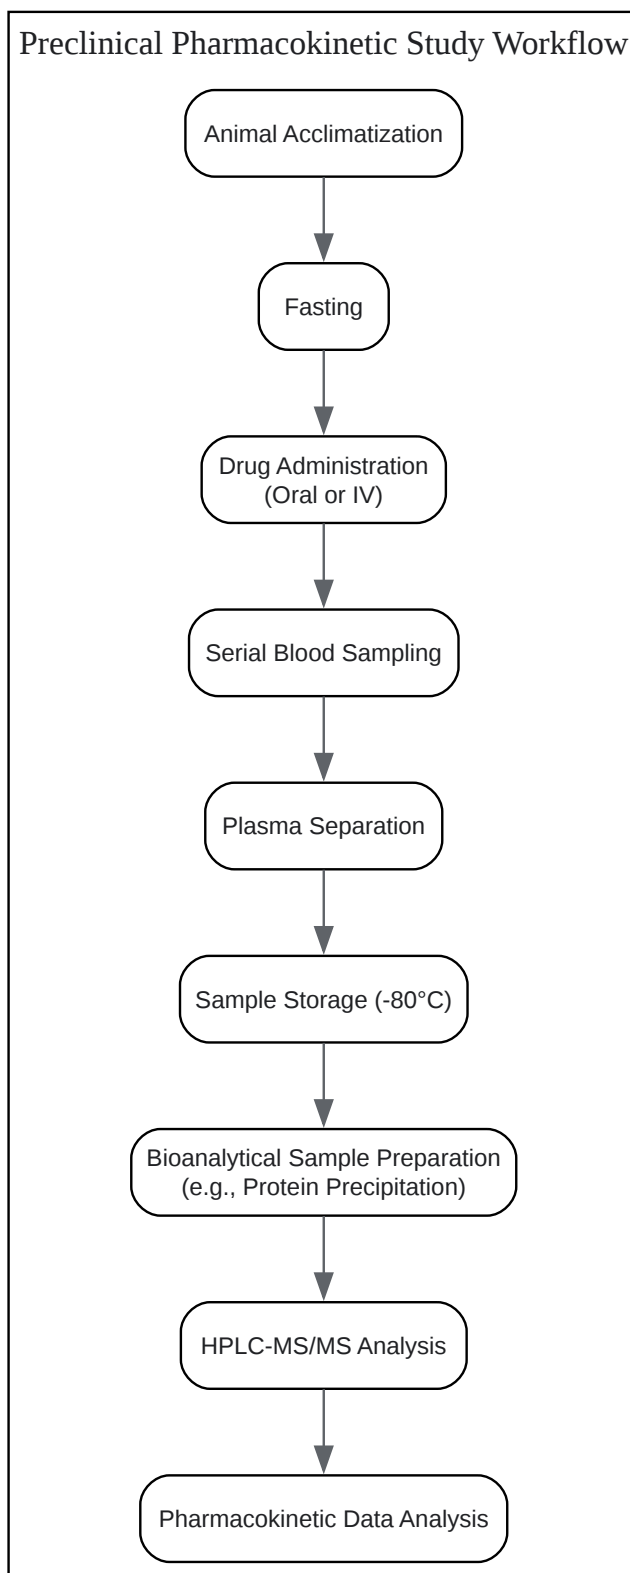 Preclinical Pharmacokinetic Study Workflow
Animal Acclimatization
Fasting
Drug Administration
(Oral or IV)
Serial Blood Sampling
Plasma Separation
Sample Storage (-80°C)
Bioanalytical Sample Preparation
(e.g., Protein Precipitation)
HPLC-MS/MS Analysis
Pharmacokinetic Data Analysis